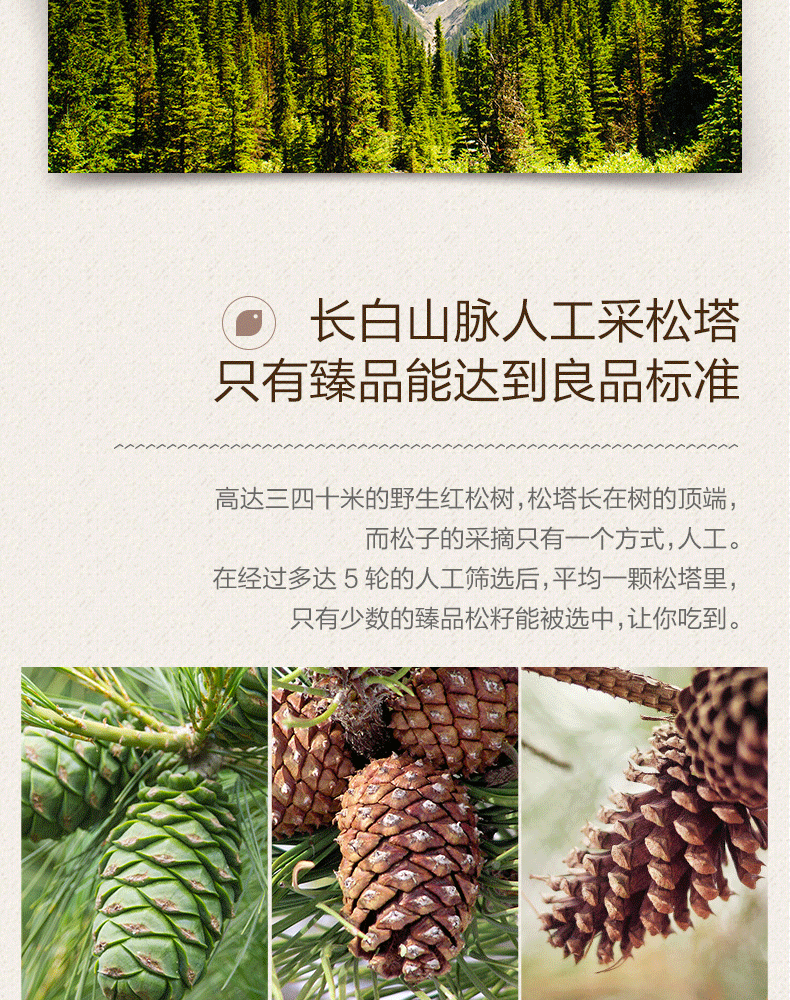 长白山脉人工采松塔
只有臻品能达到良品标准
高达三四十米的野生红松树,松塔长在树的顶端,
而松子的采摘只有一个方式,人工。
在经过多达 5 轮的人工筛选后,平均一颗松塔里,
只有少数的臻品松籽能被选中,让你吃到。